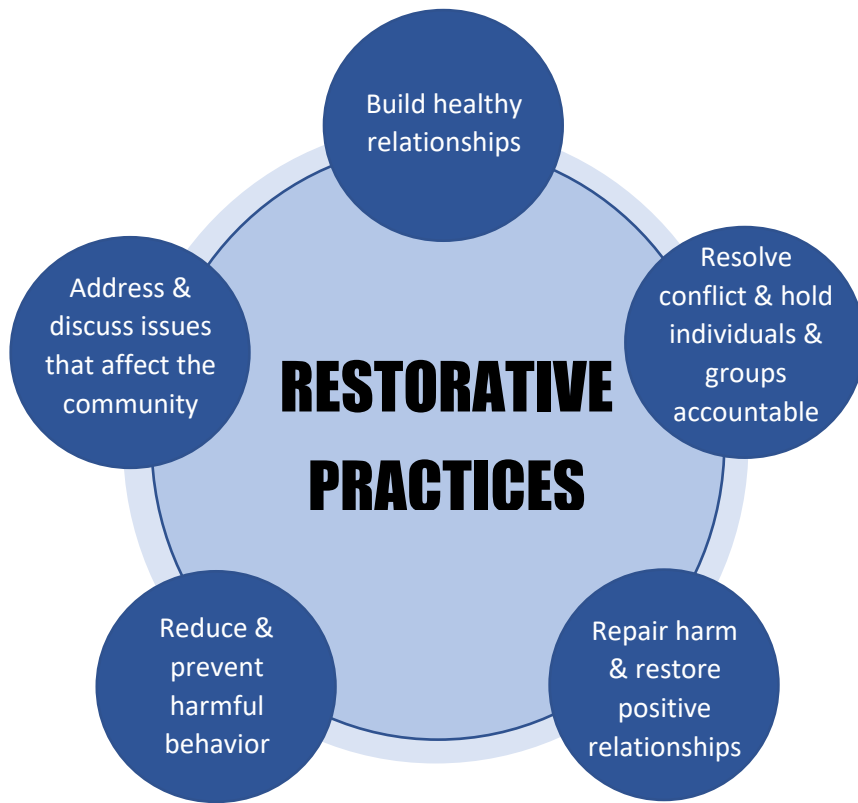 Build healthy
relationships
Resolve
conflict & hold
individuals &
groups
accountable
Address &
discuss issues
that affect the
community
RESTORATIVE
PRACTICES
Reduce &
prevent
harmful
behavior
Repair harm
& restore
positive
relationships